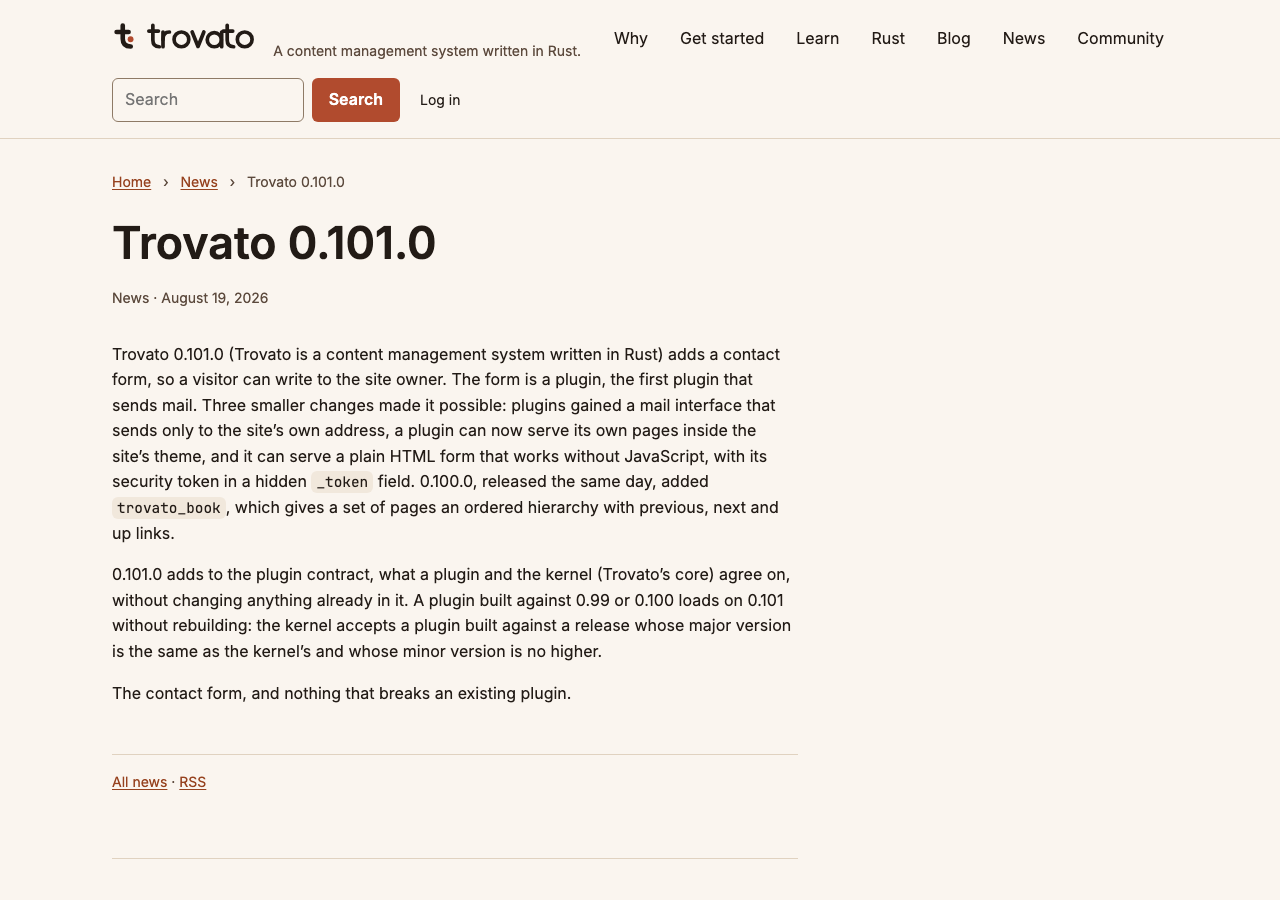 trovato
A content management system written in Rust.
Why Get started Learn Rust Blog News Community
Search Search Log in
Home › News › Trovato 0.101.0
Trovato 0.101.0
News · August 19, 2026
Trovato 0.101.0 (Trovato is a content management system written in Rust) adds a contact
form, so a visitor can write to the site owner. The form is a plugin, the first plugin that
sends mail. Three smaller changes made it possible: plugins gained a mail interface that
sends only to the site’s own address, a plugin can now serve its own pages inside the
site’s theme, and it can serve a plain HTML form that works without JavaScript, with its
security token in a hidden _token field. 0.100.0, released the same day, added
trovato_book, which gives a set of pages an ordered hierarchy with previous, next and
up links.
0.101.0 adds to the plugin contract, what a plugin and the kernel (Trovato’s core) agree on,
without changing anything already in it. A plugin built against 0.99 or 0.100 loads on 0.101
without rebuilding: the kernel accepts a plugin built against a release whose major version
is the same as the kernel’s and whose minor version is no higher.
The contact form, and nothing that breaks an existing plugin.
All news · RSS